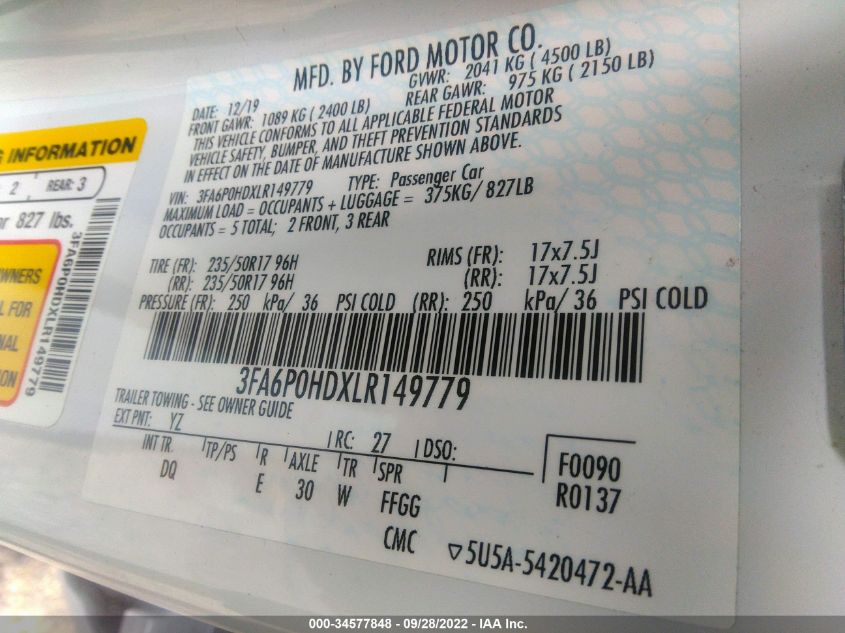 MFD. BY FORD MOTOR CO.
DATE: 12/19 GVWR: 2041 KG ( 4500 LB)
FRONT GAWR: 1089 KG ( 2400 LB) REAR GAWR: 975 KG ( 2150 LB)
THIS VEHICLE CONFORMS TO ALL APPLICABLE FEDERAL MOTOR
VEHICLE SAFETY, BUMPER, AND THEFT PREVENTION STANDARDS
IN EFFECT ON THE DATE OF MANUFACTURE SHOWN ABOVE.
VIN: 3FA6P0HDXLR149779 TYPE: Passenger Car
MAXIMUM LOAD = OCCUPANTS + LUGGAGE = 375KG/ 827LB
OCCUPANTS = 5 TOTAL; 2 FRONT, 3 REAR
TIRE (FR): 235/50R17 96H RIMS (FR): 17x7.5J
(RR): 235/50R17 96H (RR): 17x7.5J
PRESSURE (FR): 250 kPa/ 36 PSI COLD (RR): 250 kPa/ 36 PSI COLD
3FA6P0HDXLR149779
TRAILER TOWING - SEE OWNER GUIDE
EXT PNT: YZ RC: 27 DSO:
INT TR. TP/PS R AXLE TR SPR
DQ E 30 W FFGG
CMC
F0090
R0137
5U5A-5420472-AA
INFORMATION
2 REAR: 3
827 lbs.
3FA6P0HDXLR149779
OWNERS
FOR
000-34577848 - 09/28/2022 - IAA Inc.